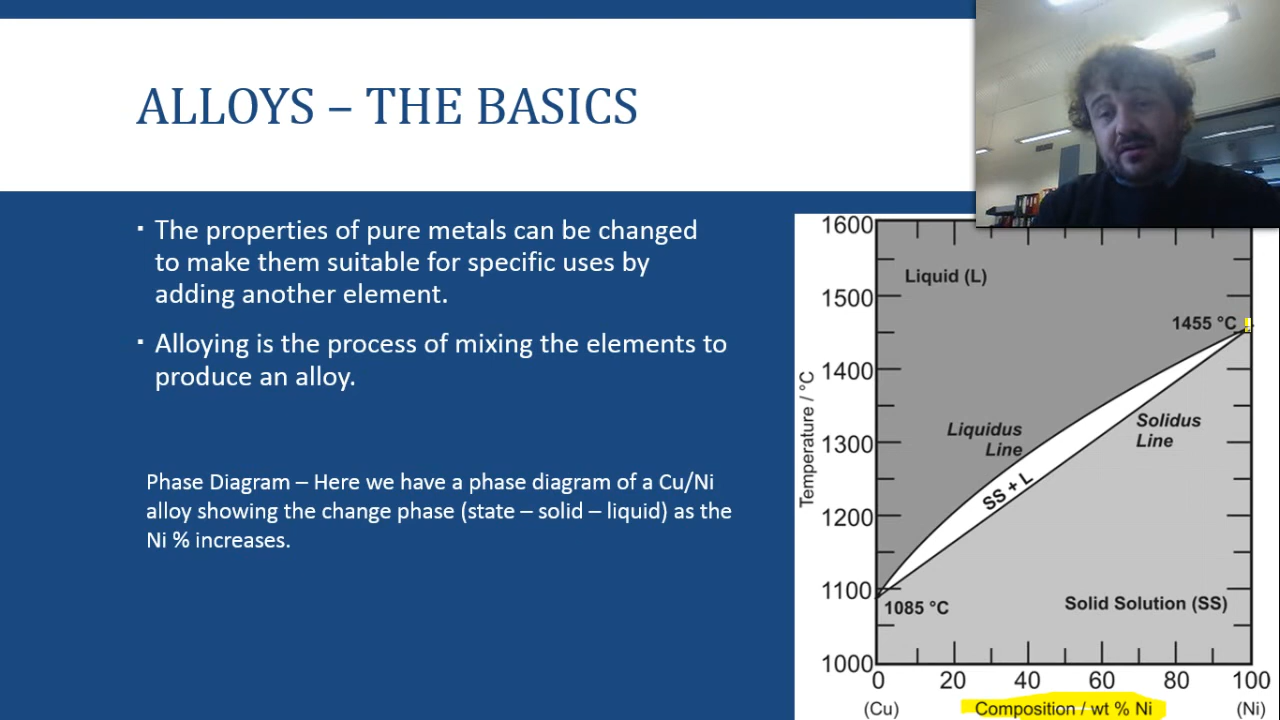 ALLOYS – THE BASICS
▪ The properties of pure metals can be changed
to make them suitable for specific uses by
adding another element.
▪ Alloying is the process of mixing the elements to
produce an alloy.
Phase Diagram – Here we have a phase diagram of a Cu/Ni
alloy showing the change phase (state – solid – liquid) as the
Ni % increases.
1600
Liquid (L)
1500
1455 °C
1400
Liquidus
Line
Solidus
Line
1300
SS + L
1200
1100
1085 °C
Solid Solution (SS)
1000
Temperature / °C
0 20 40 60 80 100
(Cu) Composition / wt % Ni (Ni)